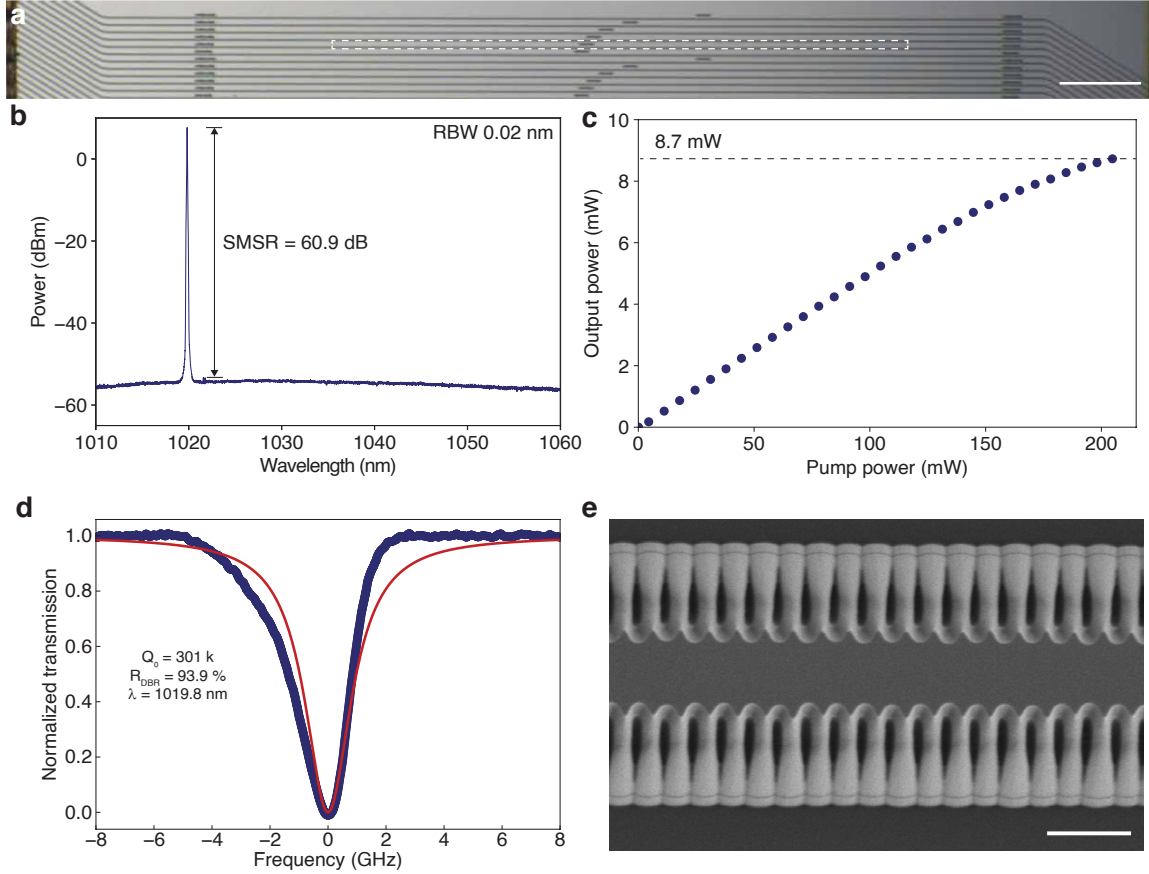 a
b
RBW 0.02 nm
SMSR = 60.9 dB
Power (dBm)
0
−20
−40
−60
1010
1020
1030
1040
1050
1060
Wavelength (nm)
c
8.7 mW
Output power (mW)
10
8
6
4
2
0
0
50
100
150
200
Pump power (mW)
d
Normalized transmission
1.0
0.8
0.6
0.4
0.2
0.0
Q₀ = 301 k
R_DBR = 93.9 %
λ = 1019.8 nm
−8
−6
−4
−2
0
2
4
6
8
Frequency (GHz)
e